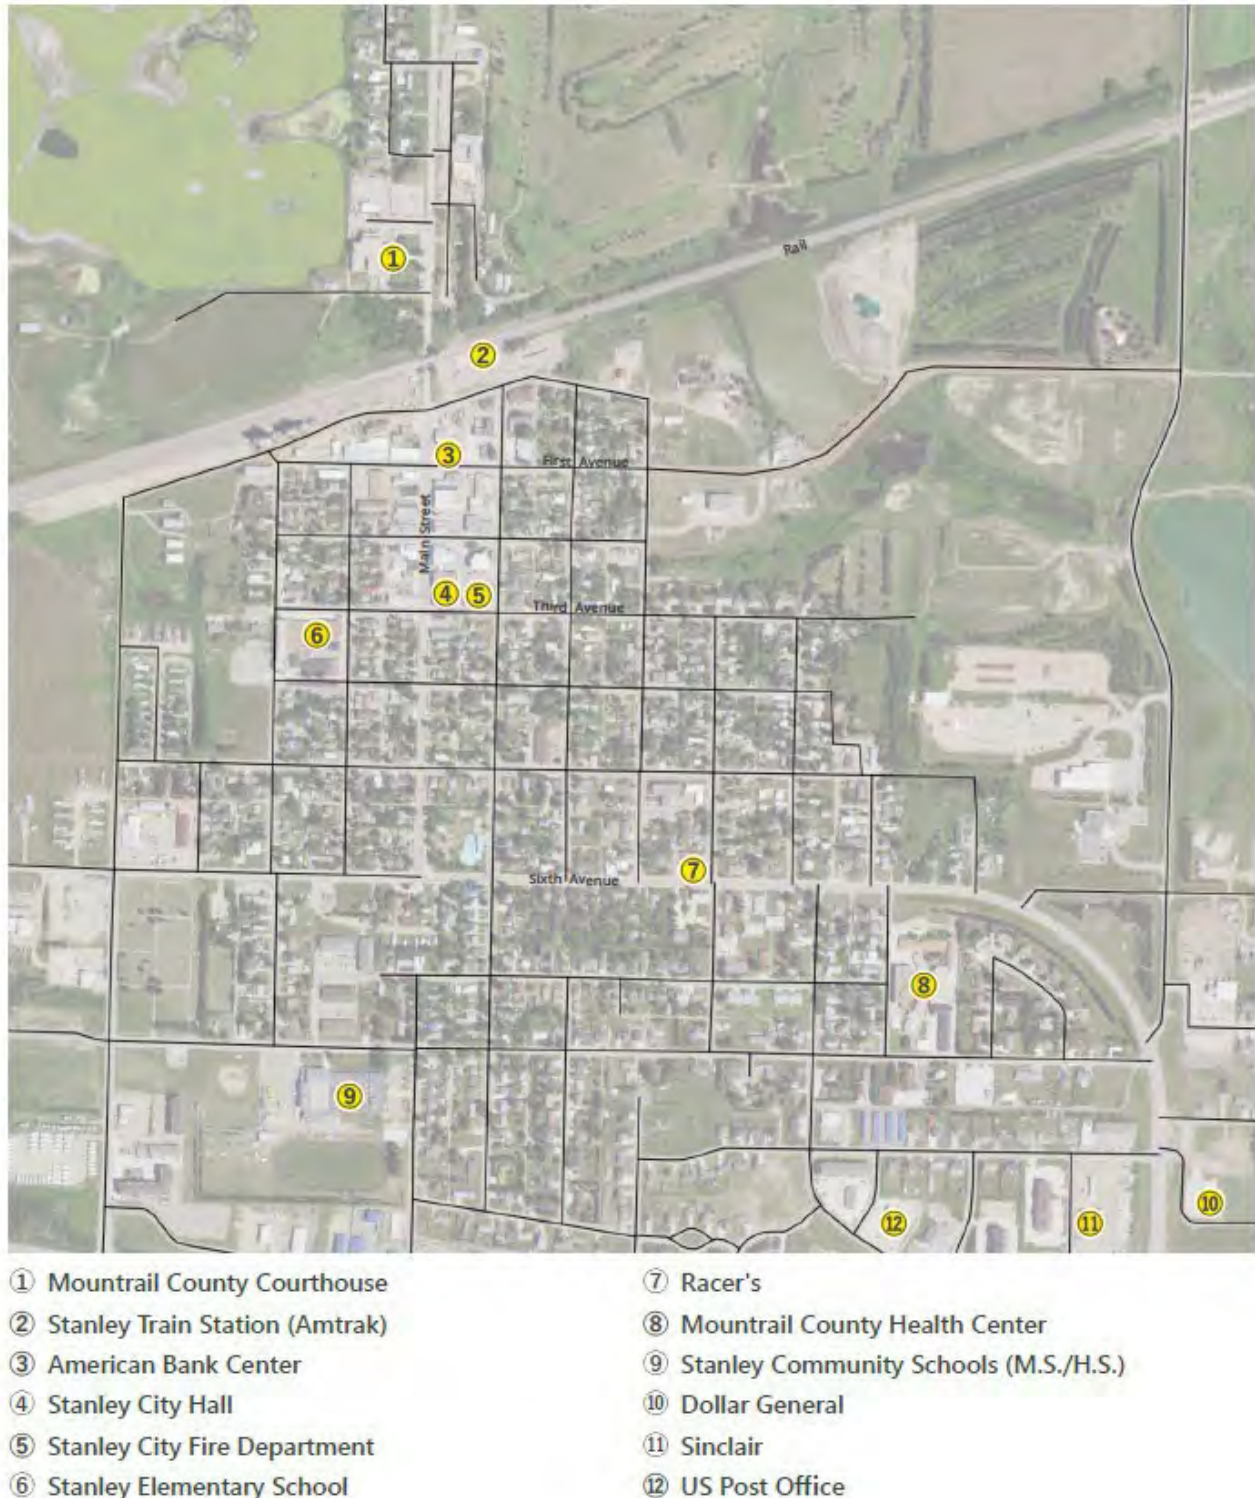 1
2
Rail
3
First Avenue
Main Street
4
5
Third Avenue
6
7
Sixth Avenue
8
9
10
11
12
① Mountrail County Courthouse
② Stanley Train Station (Amtrak)
③ American Bank Center
④ Stanley City Hall
⑤ Stanley City Fire Department
⑥ Stanley Elementary School
⑦ Racer's
⑧ Mountrail County Health Center
⑨ Stanley Community Schools (M.S./H.S.)
⑩ Dollar General
⑪ Sinclair
⑫ US Post Office